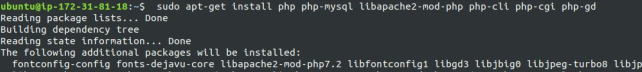 ubuntu@ip-172-31-81-18:~$ sudo apt-get install php php-mysql libapache2-mod-php php-cli php-cgi php-gd
Reading package lists... Done
Building dependency tree
Reading state information... Done
The following additional packages will be installed:
fontconfig-config fonts-dejavu-core libapache2-mod-php7.2 libfontconfig1 libgd3 libjbig0 libjpeg-turbo8 libjp